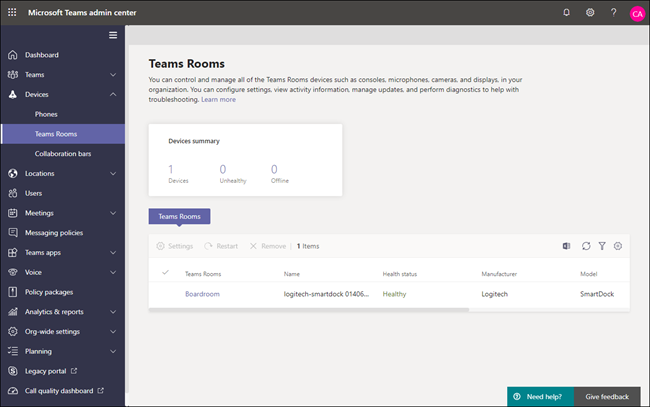 Microsoft Teams admin center
CA
Dashboard
Teams
Devices
Phones
Teams Rooms
Collaboration bars
Locations
Users
Meetings
Messaging policies
Teams apps
Voice
Policy packages
Analytics & reports
Org-wide settings
Planning
Legacy portal
Call quality dashboard
Teams Rooms
You can control and manage all of the Teams Rooms devices such as consoles, microphones, cameras, and displays, in your
organization. You can configure settings, view activity information, manage updates, and perform diagnostics to help with
troubleshooting. Learn more
Devices summary
1 0 0
Devices Unhealthy Offline
Teams Rooms
Settings Restart Remove 1 Items
Teams Rooms Name Health status Manufacturer Model
Boardroom logitech-smartdock 01406... Healthy Logitech SmartDock
Need help? Give feedback